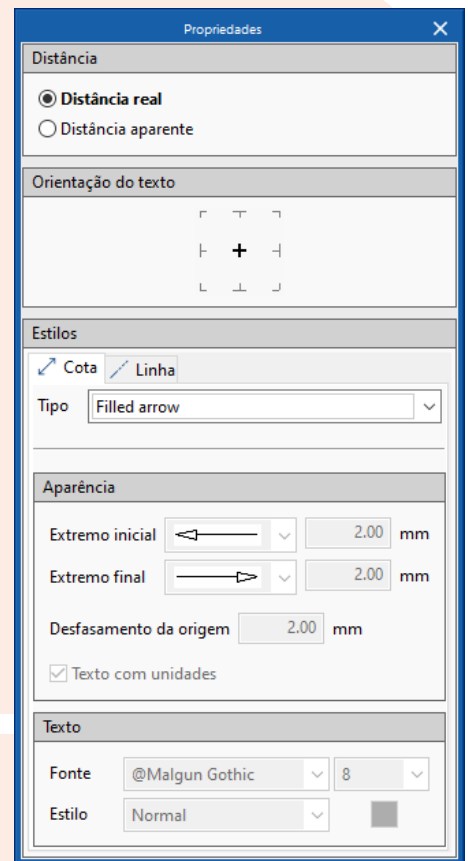 Propriedades
Distância
Distância real
Distância aparente
Orientação do texto
Estilos
Cota Linha
Tipo Filled arrow
Aparência
Extremo inicial 2.00 mm
Extremo final 2.00 mm
Desfasamento da origem 2.00 mm
Texto com unidades
Texto
Fonte @Malgun Gothic 8
Estilo Normal